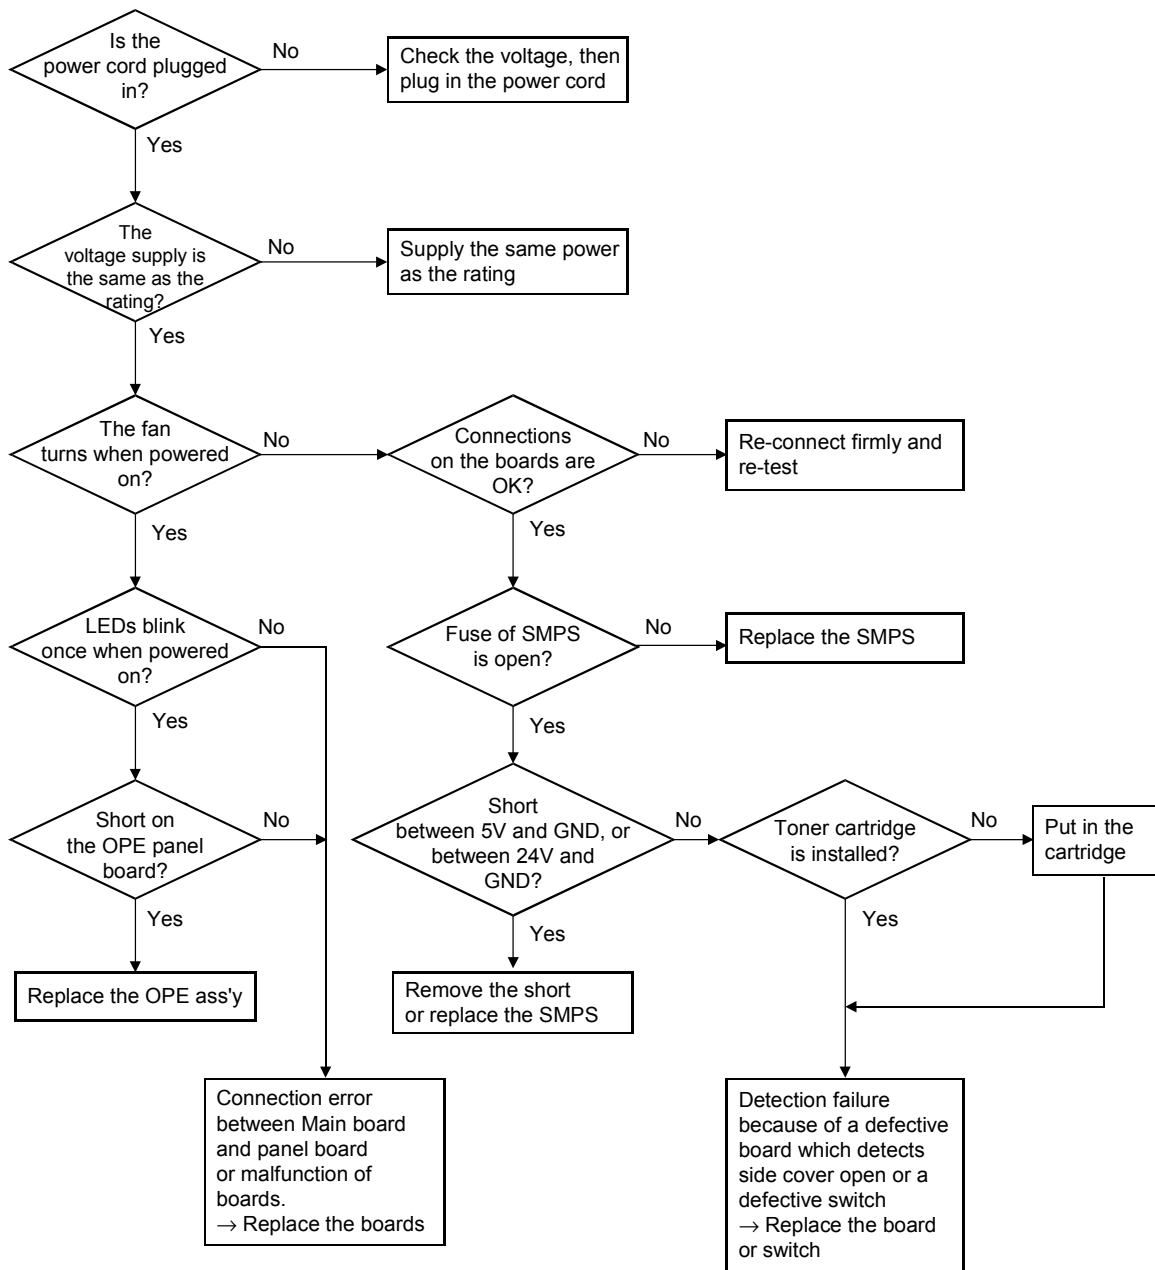 Is the
power cord plugged
in?
No
Check the voltage, then
plug in the power cord
Yes
The
voltage supply is
the same as the
rating?
No
Supply the same power
as the rating
Yes
The fan
turns when powered
on?
No
Connections
on the boards are
OK?
No
Re-connect firmly and
re-test
Yes
Yes
LEDs blink
once when powered
on?
No
Fuse of SMPS
is open?
No
Replace the SMPS
Yes
Yes
Short on
the OPE panel
board?
No
Short
between 5V and GND, or
between 24V and
GND?
No
Toner cartridge
is installed?
No
Put in the
cartridge
Yes
Yes
Yes
Replace the OPE ass'y
Remove the short
or replace the SMPS
Connection error
between Main board
and panel board
or malfunction of
boards.
→ Replace the boards
Detection failure
because of a defective
board which detects
side cover open or a
defective switch
→ Replace the board
or switch